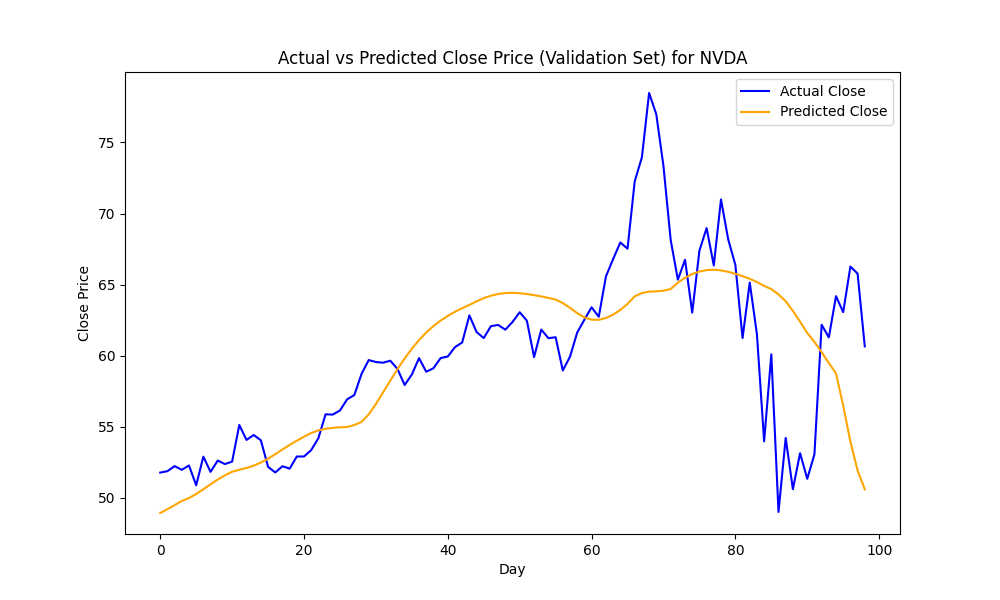 Actual vs Predicted Close Price (Validation Set) for NVDA
Actual Close
Predicted Close
Close Price
75
70
65
60
55
50
0 20 40 60 80 100
Day